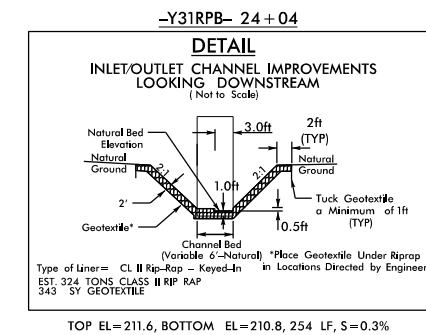 -Y31RPB- 24+04
DETAIL
INLET/OUTLET CHANNEL IMPROVEMENTS
LOOKING DOWNSTREAM
( Not to Scale)
Natural Bed
Elevation
3.0ft
2ft
(TYP)
Natural
Ground
2:1
1.0ft
2:1
Natural
Ground
2'
Geotextile*
Tuck Geotextile
a Minimum of 1ft
(TYP)
0.5ft
Channel Bed
(Variable 6'-Natural)
*Place Geotextile Under Riprap
in Locations Directed by Engineer
Type of Liner= CL II Rip-Rap - Keyed-In
EST. 324 TONS CLASS II RIP RAP
343 SY GEOTEXTILE
TOP EL=211.6, BOTTOM EL=210.8, 254 LF, S=0.3%